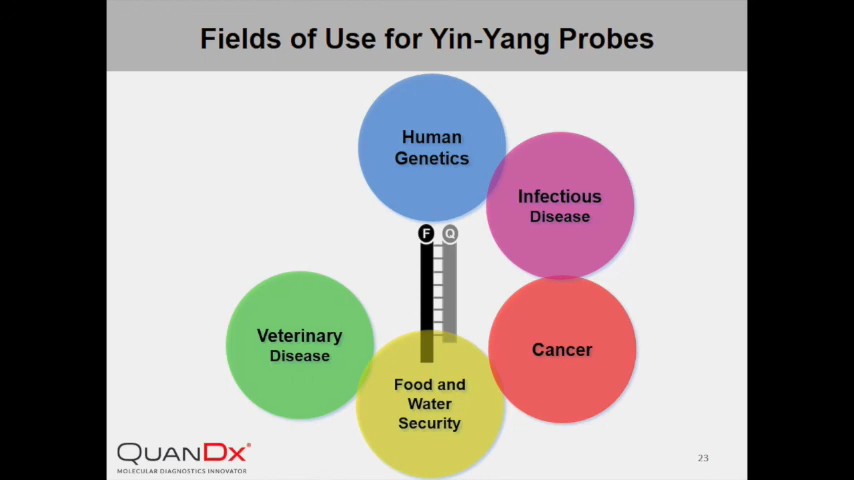 Fields of Use for Yin-Yang Probes
Human
Genetics
Infectious
Disease
F Q
Veterinary
Disease
Cancer
Food and
Water
Security
QUANDX®
MOLECULAR DIAGNOSTICS INNOVATOR
23